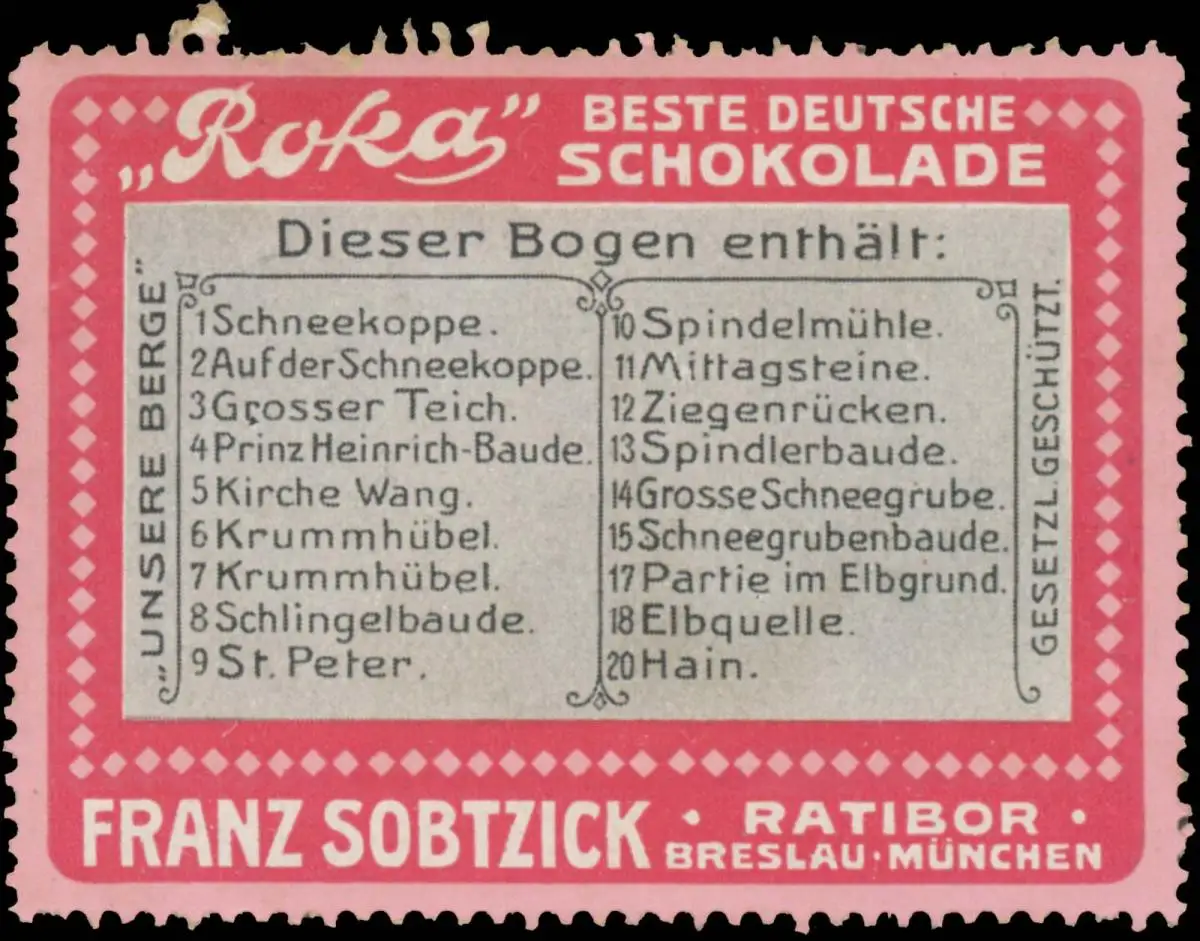 „Roka”
BESTE DEUTSCHE
SCHOKOLADE
Dieser Bogen enthält:
„UNSERE BERGE”
1 Schneekoppe.
2 Auf der Schneekoppe.
3 Grosser Teich.
4 Prinz Heinrich-Baude.
5 Kirche Wang.
6 Krummhübel.
7 Krummhübel.
8 Schlingelbaude.
9 St. Peter.
10 Spindelmühle.
11 Mittagsteine.
12 Ziegenrücken.
13 Spindlerbaude.
14 Grosse Schneegrube.
15 Schneegrubenbaude.
17 Partie im Elbgrund.
18 Elbquelle.
20 Hain.
GESETZL. GESCHÜTZT.
FRANZ SOBTZICK
• RATIBOR •
BRESLAU • MÜNCHEN